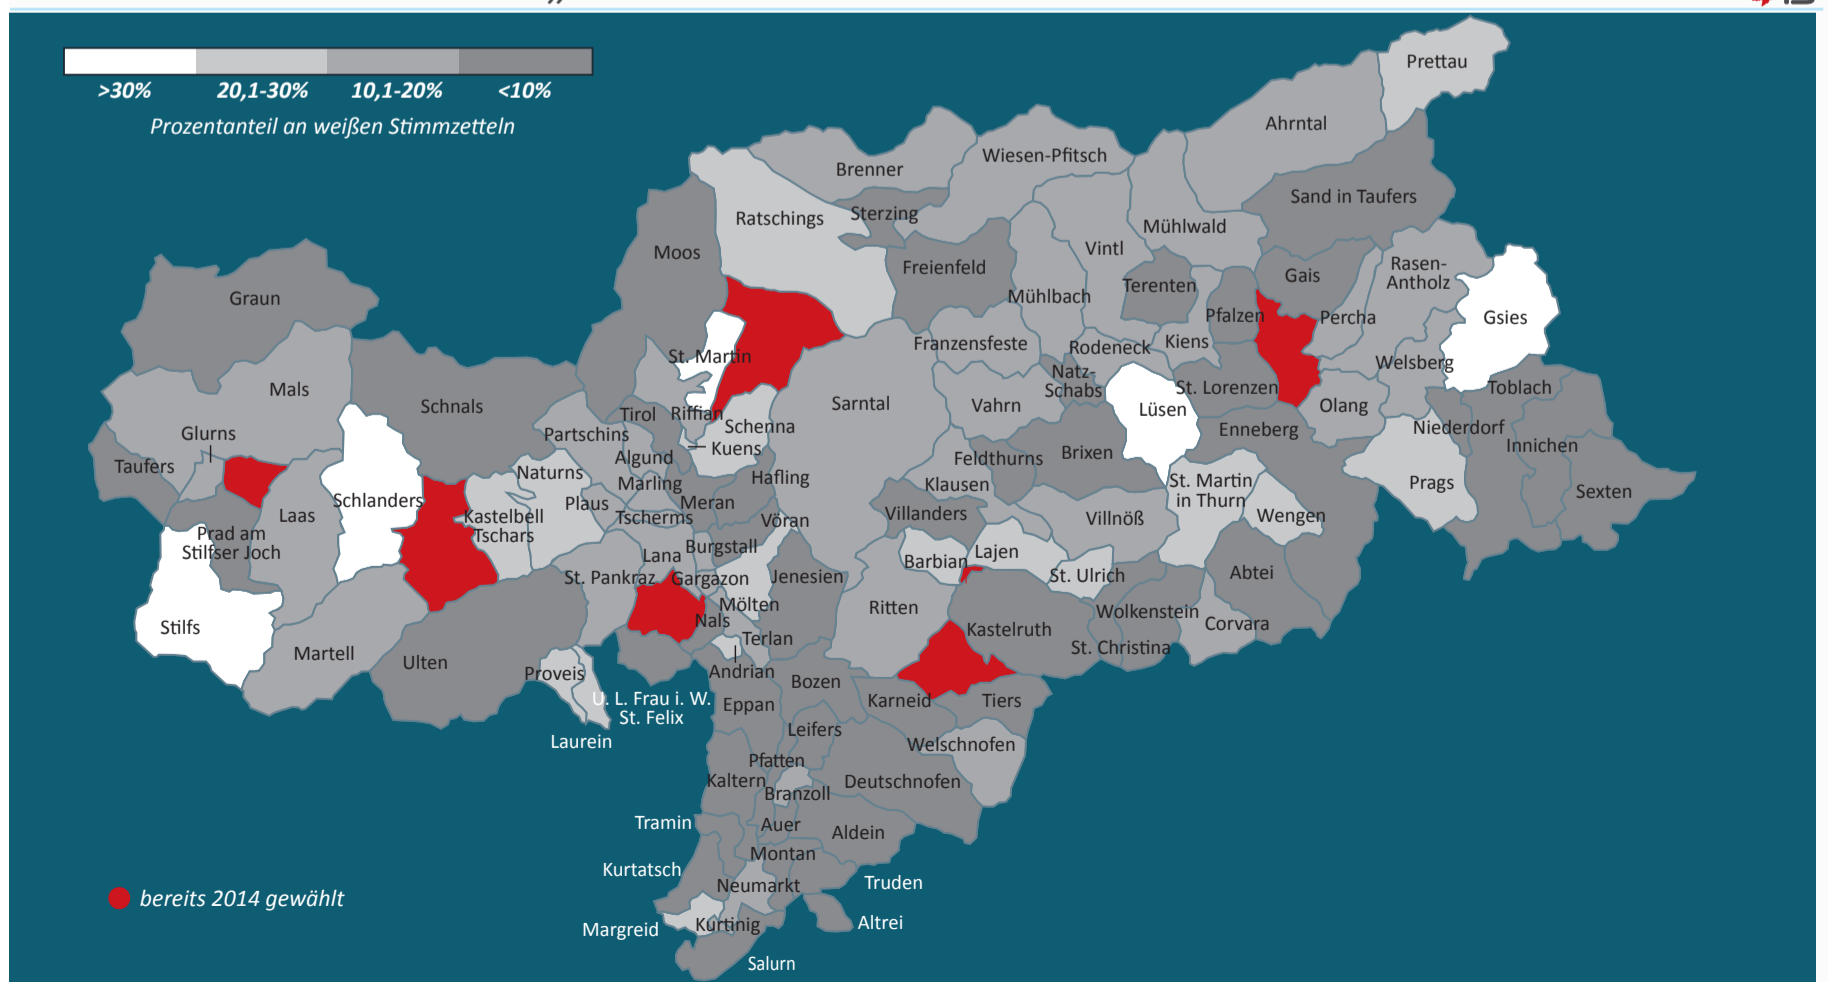 >30%
20,1-30%
10,1-20%
<10%
Prozentanteil an weißen Stimmzetteln
Prettau
Ahrntal
Wiesen-Pfitsch
Brenner
Sand in Taufers
Ratschings
Sterzing
Mühlwald
Moos
Vintl
Freienfeld
Rasen-
Antholz
Gais
Terenten
Graun
Mühlbach
Pfalzen
Percha
Gsies
Franzensfeste
Rodeneck
Kiens
St. Martin
Welsberg
Natz-
Schabs
St. Lorenzen
Toblach
Mals
Schnals
Sarntal
Vahrn
Lüsen
Olang
Tirol
Riffian
Schenna
Niederdorf
Enneberg
Glurns
Partschins
Kuens
Innichen
Brixen
Algund
Feldthurns
Taufers
Naturns
Hafling
Marling
Klausen
St. Martin
in Thurn
Prags
Sexten
Schlanders
Plaus
Meran
Laas
Kastelbell
Tschars
Tscherms
Vöran
Villanders
Villnöß
Wengen
Prad am
Stilfser Joch
Lana
Burgstall
Lajen
Barbian
St. Pankraz
Gargazon
Jenesien
St. Ulrich
Abtei
Mölten
Ritten
Wolkenstein
Nals
Corvara
Stilfs
Terlan
Kastelruth
St. Christina
Martell
Ulten
Proveis
Andrian
Bozen
U. L. Frau i. W.
St. Felix
Eppan
Karneid
Tiers
Laurein
Leifers
Welschnofen
Pfatten
Kaltern
Deutschnofen
Branzoll
Tramin
Auer
Aldein
Montan
Kurtatsch
Neumarkt
Truden
bereits 2014 gewählt
Margreid
Kurtinig
Altrei
Salurn